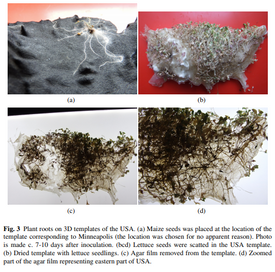 (a)
(b)
(c)
(d)
Fig. 3 Plant roots on 3D templates of the USA. (a) Maize seeds was placed at the location of the
template corresponding to Minneapolis (the location was chosen for no apparent reason). Photo
is made c. 7-10 days after inoculation. (bcd) Lettuce seeds were scatted in the USA template.
(b) Dried template with lettuce seedlings. (c) Agar film removed from the template. (d) Zoomed
part of the agar film representing eastern part of USA.